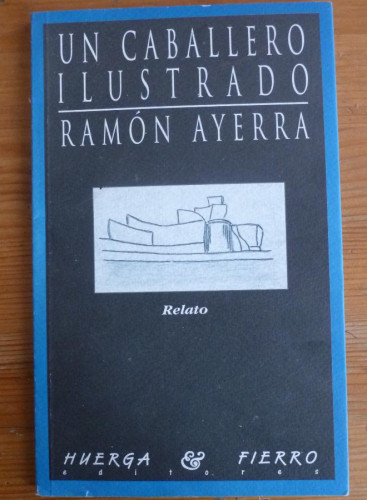 UN CABALLERO
ILUSTRADO
RAMÓN AYERRA
Relato
HUERGA & FIERRO
editores